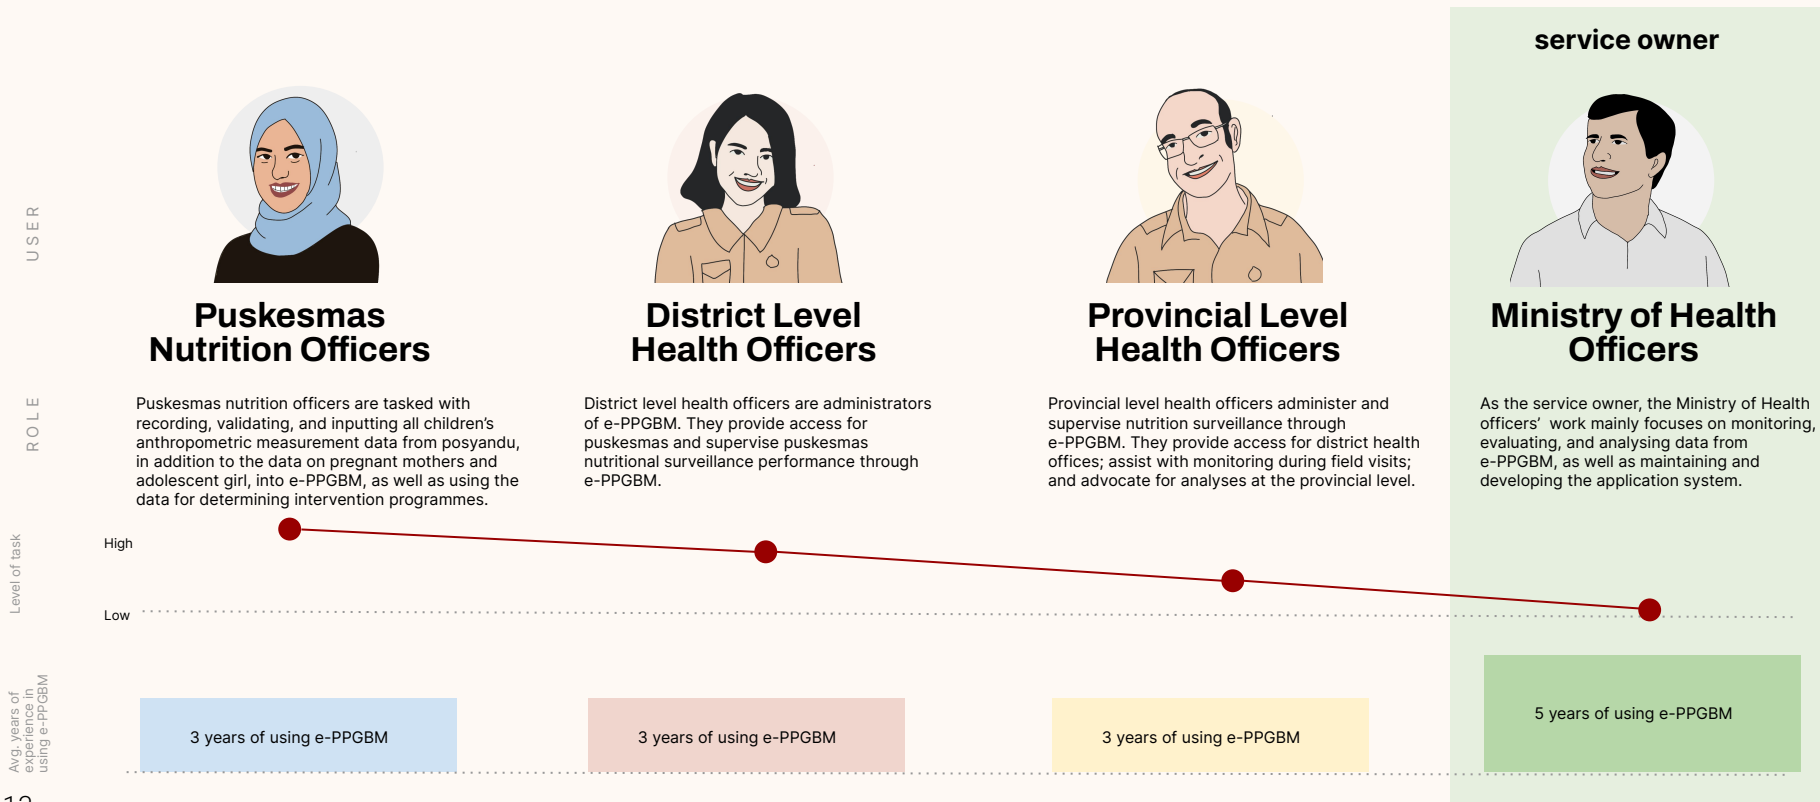 service owner
USER
Puskesmas
Nutrition Officers
District Level
Health Officers
Provincial Level
Health Officers
Ministry of Health
Officers
ROLE
Puskesmas nutrition officers are tasked with
recording, validating, and inputting all children's
anthropometric measurement data from posyandu,
in addition to the data on pregnant mothers and
adolescent girl, into e-PPGBM, as well as using the
data for determining intervention programmes.
District level health officers are administrators
of e-PPGBM. They provide access for
puskesmas and supervise puskesmas
nutritional surveillance performance through
e-PPGBM.
Provincial level health officers administer and
supervise nutrition surveillance through
e-PPGBM. They provide access for district health
offices; assist with monitoring during field visits;
and advocate for analyses at the provincial level.
As the service owner, the Ministry of Health
officers’  work mainly focuses on monitoring,
evaluating, and analysing data from
e-PPGBM, as well as maintaining and
developing the application system.
Level of task
High
Low
Avg. years of
experience in
using e-PPGBM
3 years of using e-PPGBM
3 years of using e-PPGBM
3 years of using e-PPGBM
5 years of using e-PPGBM